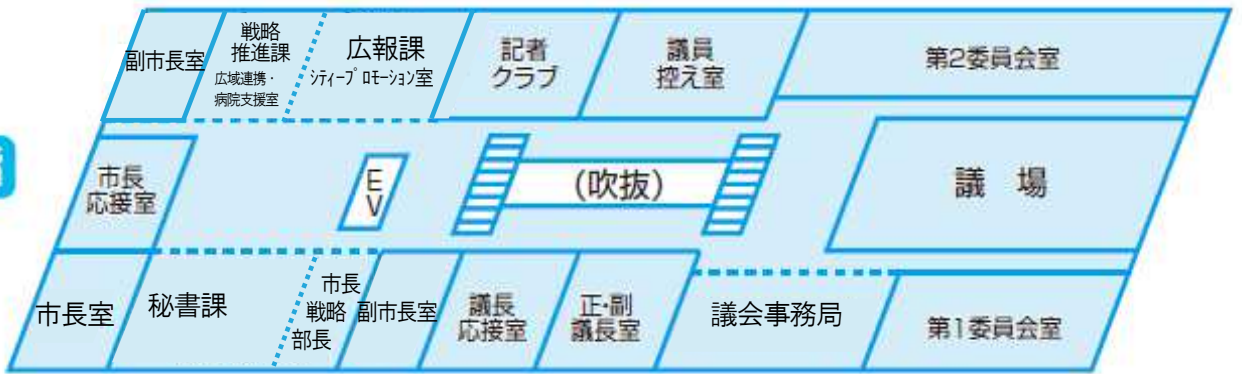 副市長室
戦略
推進課
広域連携・
病院支援室
広報課
シティープロモーション室
記者
クラブ
議員
控え室
第2委員会室
市長
応接室
E
V
(吹抜)
議 場
市長室
秘書課
市長
戦略
部長
副市長室
議長
応接室
正・副
議長室
議会事務局
第1委員会室